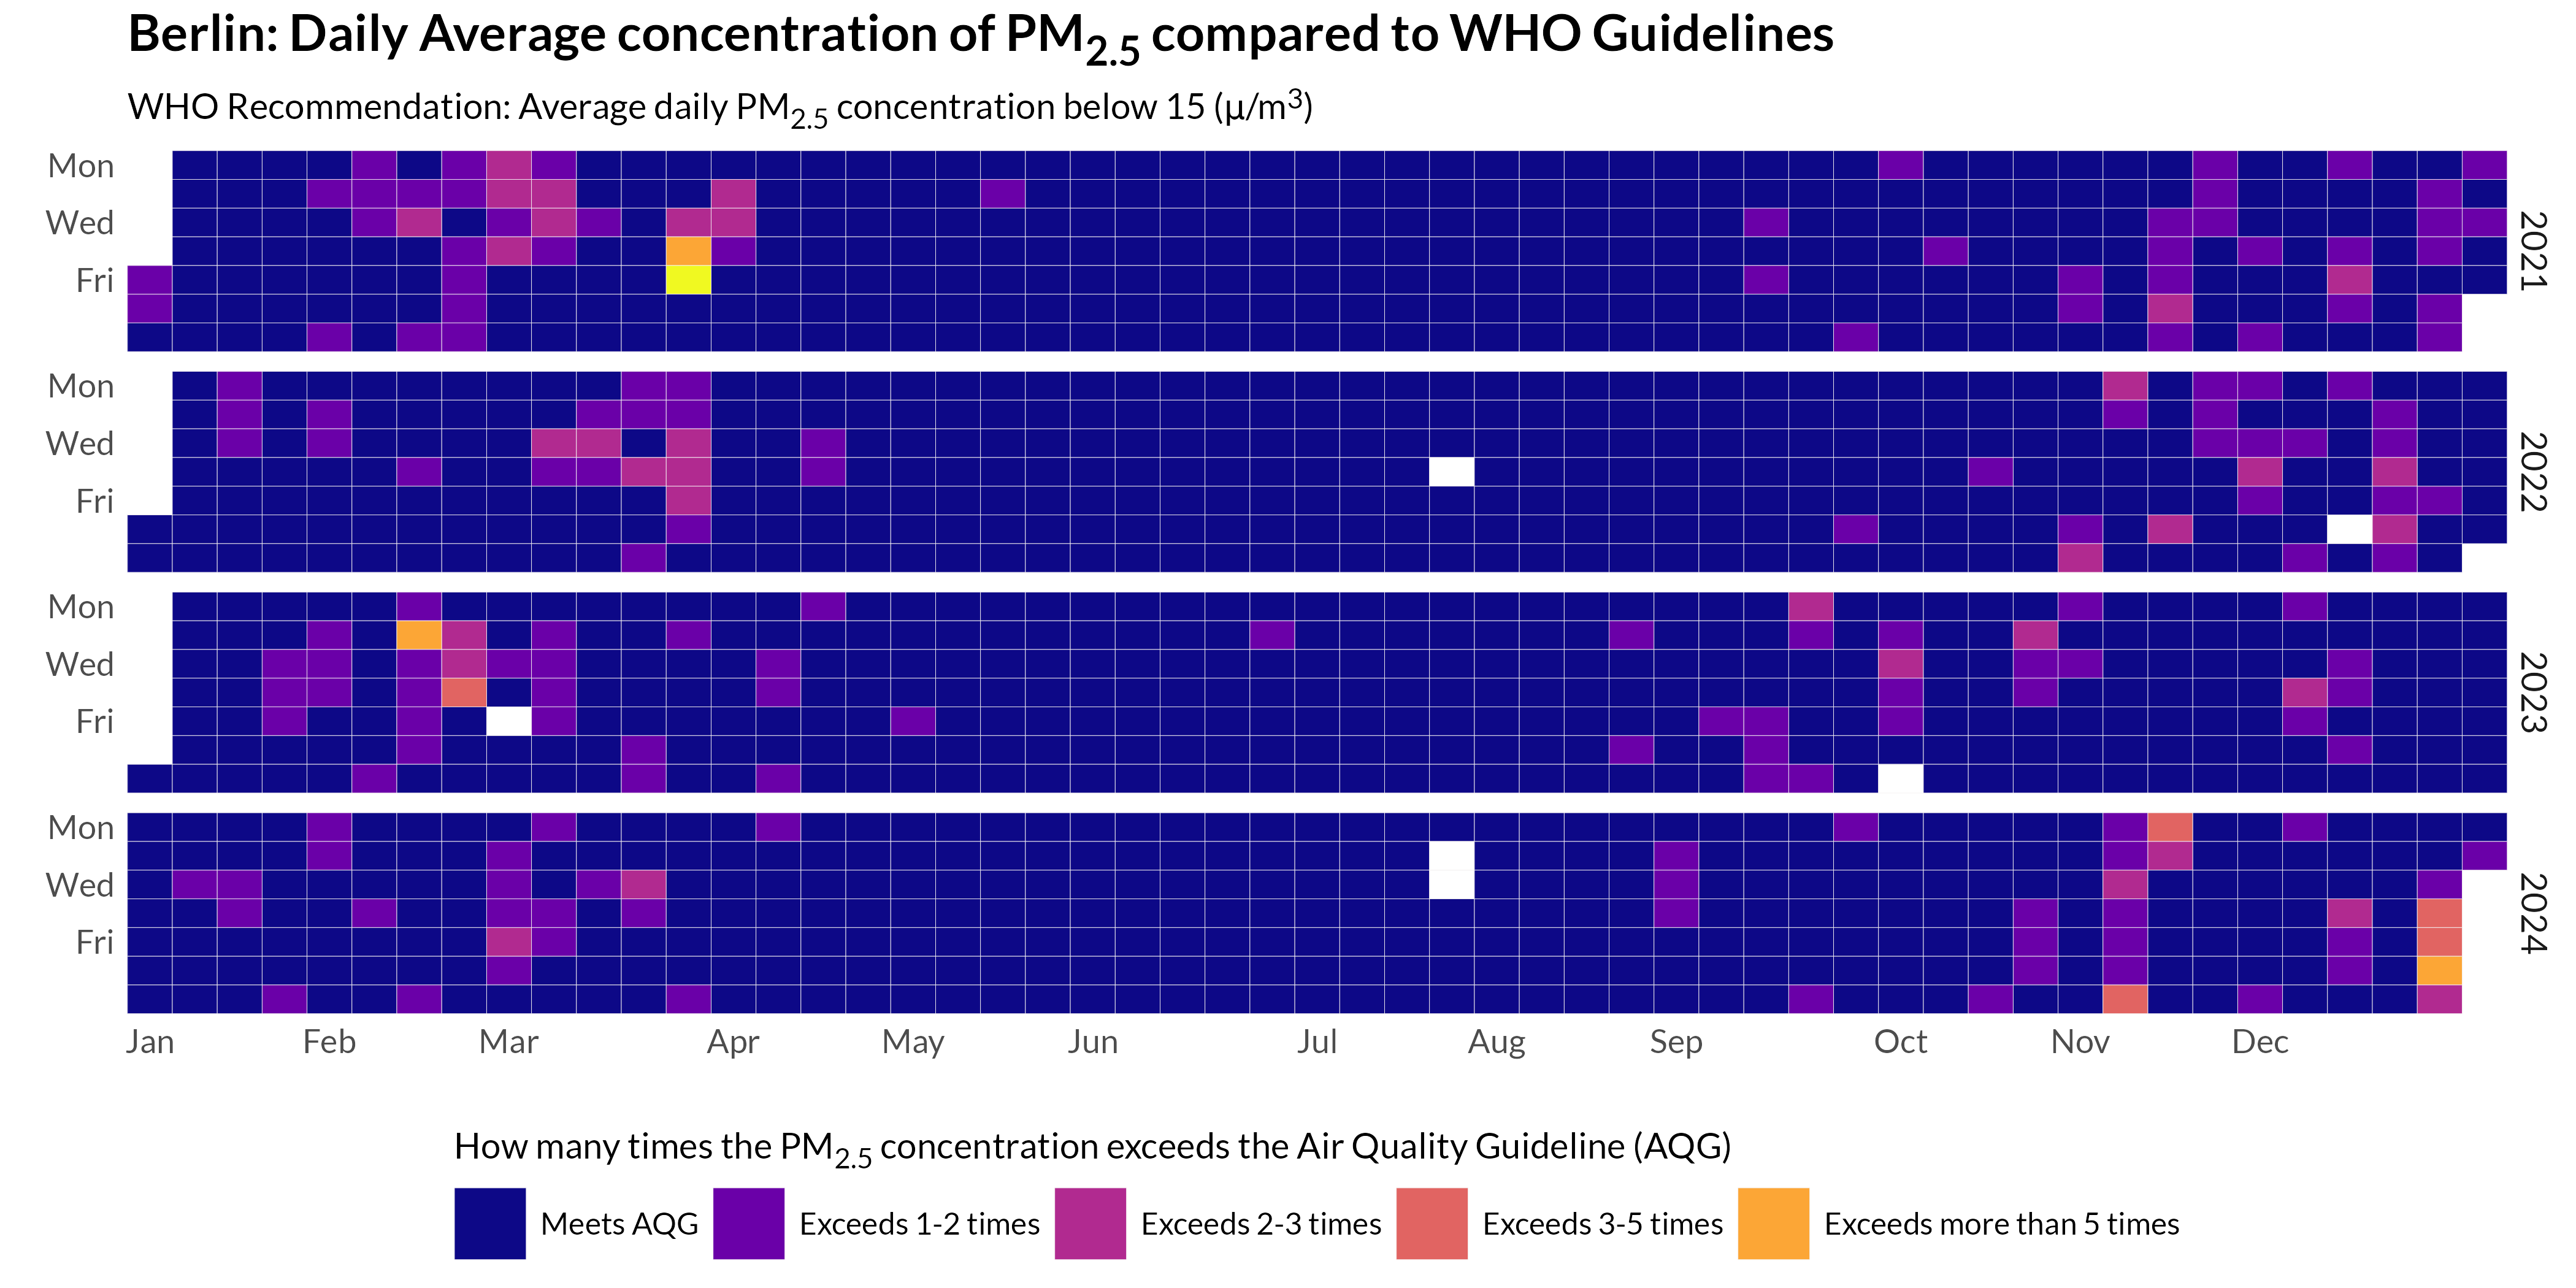 Berlin: Daily Average concentration of PM2.5 compared to WHO Guidelines
WHO Recommendation: Average daily PM2.5 concentration below 15 (μ/m3)
Mon
Wed
Fri
2021
Mon
Wed
Fri
2022
Mon
Wed
Fri
2023
Mon
Wed
Fri
2024
Jan Feb Mar Apr May Jun Jul Aug Sep Oct Nov Dec
How many times the PM2.5 concentration exceeds the Air Quality Guideline (AQG)
Meets AQG Exceeds 1-2 times Exceeds 2-3 times Exceeds 3-5 times Exceeds more than 5 times